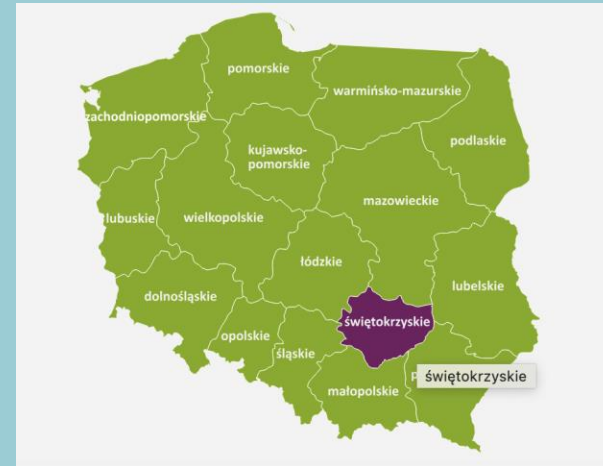 pomorskie
warmińsko-mazurskie
zachodniopomorskie
podlaskie
kujawsko-
pomorskie
mazowieckie
lubuskie
wielkopolskie
łódzkie
lubelskie
dolnośląskie
świętokrzyskie
opolskie
śląskie
świętokrzyskie
małopolskie